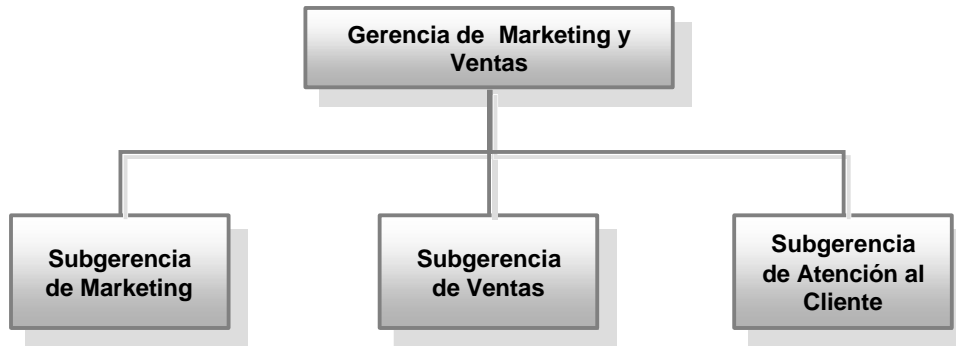 Gerencia de Marketing y
Ventas
Subgerencia
de Marketing
Subgerencia
de Ventas
Subgerencia
de Atención al
Cliente